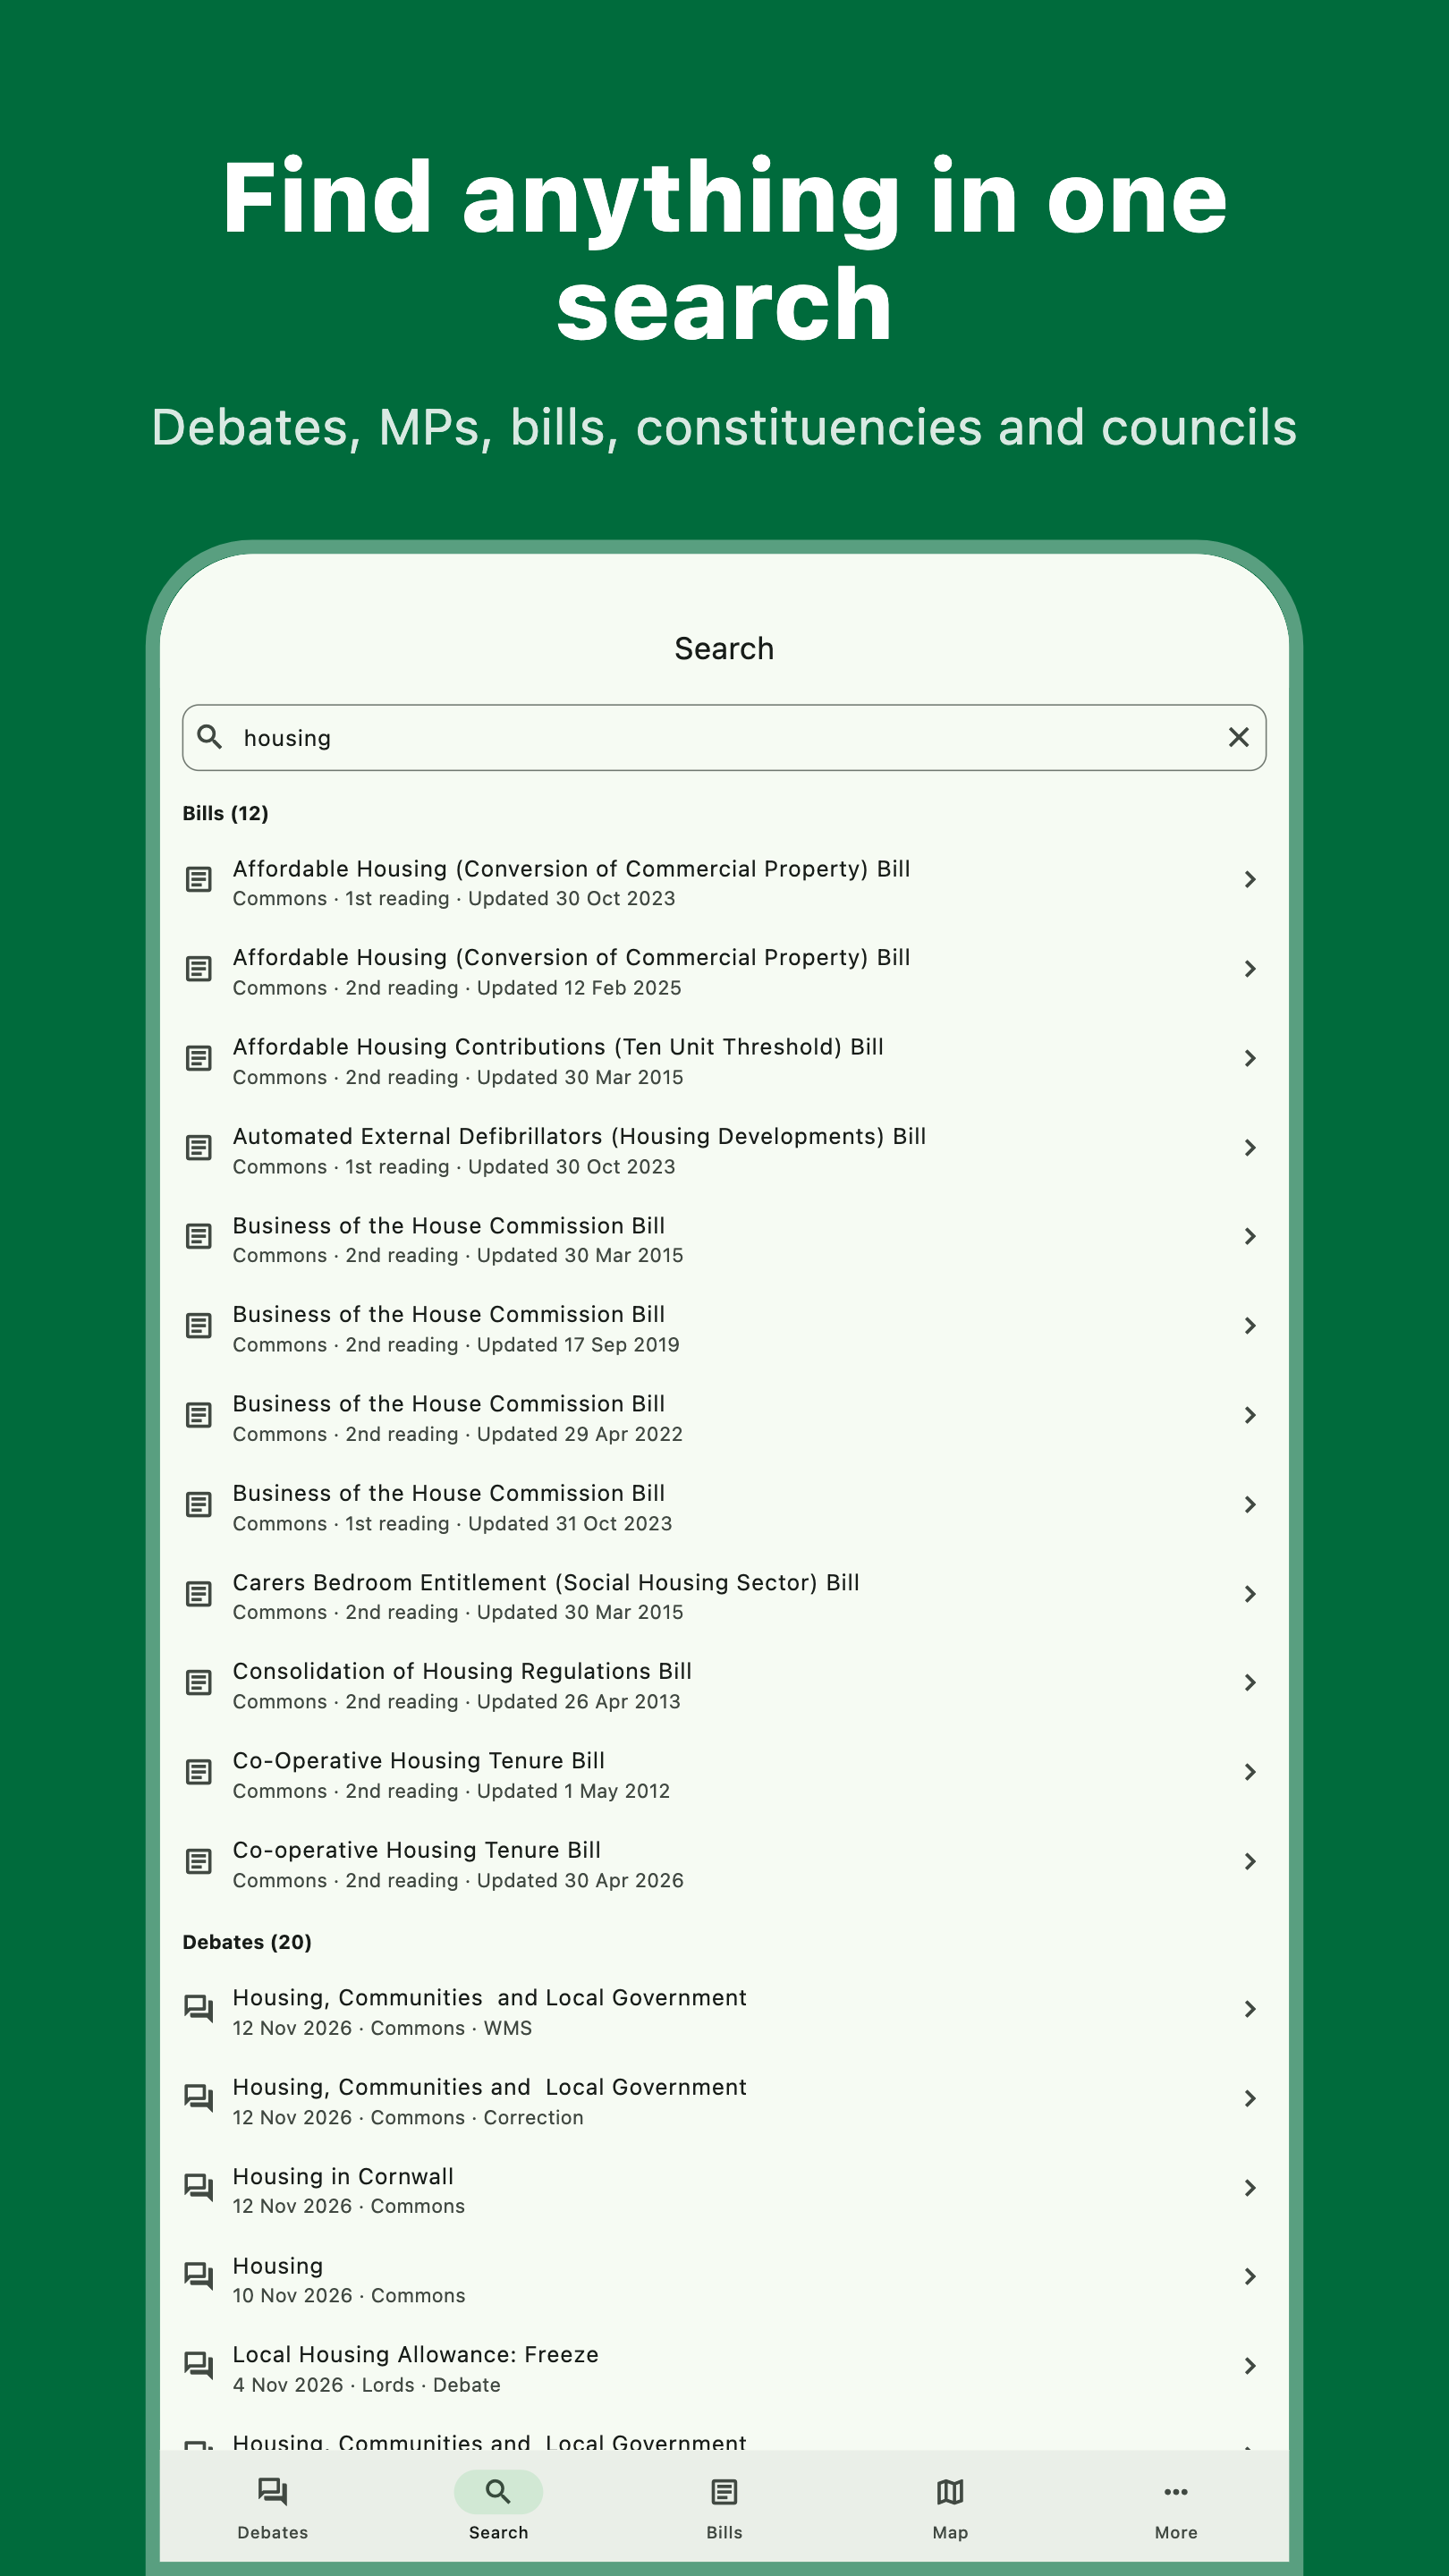 Find anything in one
search
Debates, MPs, bills, constituencies and councils
Search
housing
Bills (12)
Affordable Housing (Conversion of Commercial Property) Bill
Commons · 1st reading · Updated 30 Oct 2023
Affordable Housing (Conversion of Commercial Property) Bill
Commons · 2nd reading · Updated 12 Feb 2025
Affordable Housing Contributions (Ten Unit Threshold) Bill
Commons · 2nd reading · Updated 30 Mar 2015
Automated External Defibrillators (Housing Developments) Bill
Commons · 1st reading · Updated 30 Oct 2023
Business of the House Commission Bill
Commons · 2nd reading · Updated 30 Mar 2015
Business of the House Commission Bill
Commons · 2nd reading · Updated 17 Sep 2019
Business of the House Commission Bill
Commons · 2nd reading · Updated 29 Apr 2022
Business of the House Commission Bill
Commons · 1st reading · Updated 31 Oct 2023
Carers Bedroom Entitlement (Social Housing Sector) Bill
Commons · 2nd reading · Updated 30 Mar 2015
Consolidation of Housing Regulations Bill
Commons · 2nd reading · Updated 26 Apr 2013
Co-Operative Housing Tenure Bill
Commons · 2nd reading · Updated 1 May 2012
Co-operative Housing Tenure Bill
Commons · 2nd reading · Updated 30 Apr 2026
Debates (20)
Housing, Communities  and Local Government
12 Nov 2026 · Commons · WMS
Housing, Communities and  Local Government
12 Nov 2026 · Commons · Correction
Housing in Cornwall
12 Nov 2026 · Commons
Housing
10 Nov 2026 · Commons
Local Housing Allowance: Freeze
4 Nov 2026 · Lords · Debate
Housing, Communities and  Local Government
Debates
Search
Bills
Map
More